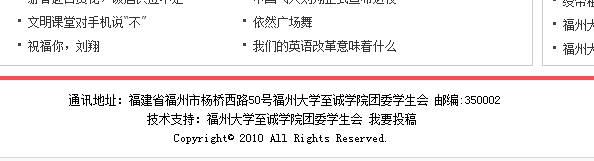 文明课堂对手机说“不”
依然广场舞
福州大
祝福你，刘翔
我们的英语改革意味着什么
福州大
通讯地址：福建省福州市杨桥西路50号福州大学至诚学院团委学生会 邮编:350002
技术支持：福州大学至诚学院团委学生会 我要投稿
Copyright© 2010 All Rights Reserved.